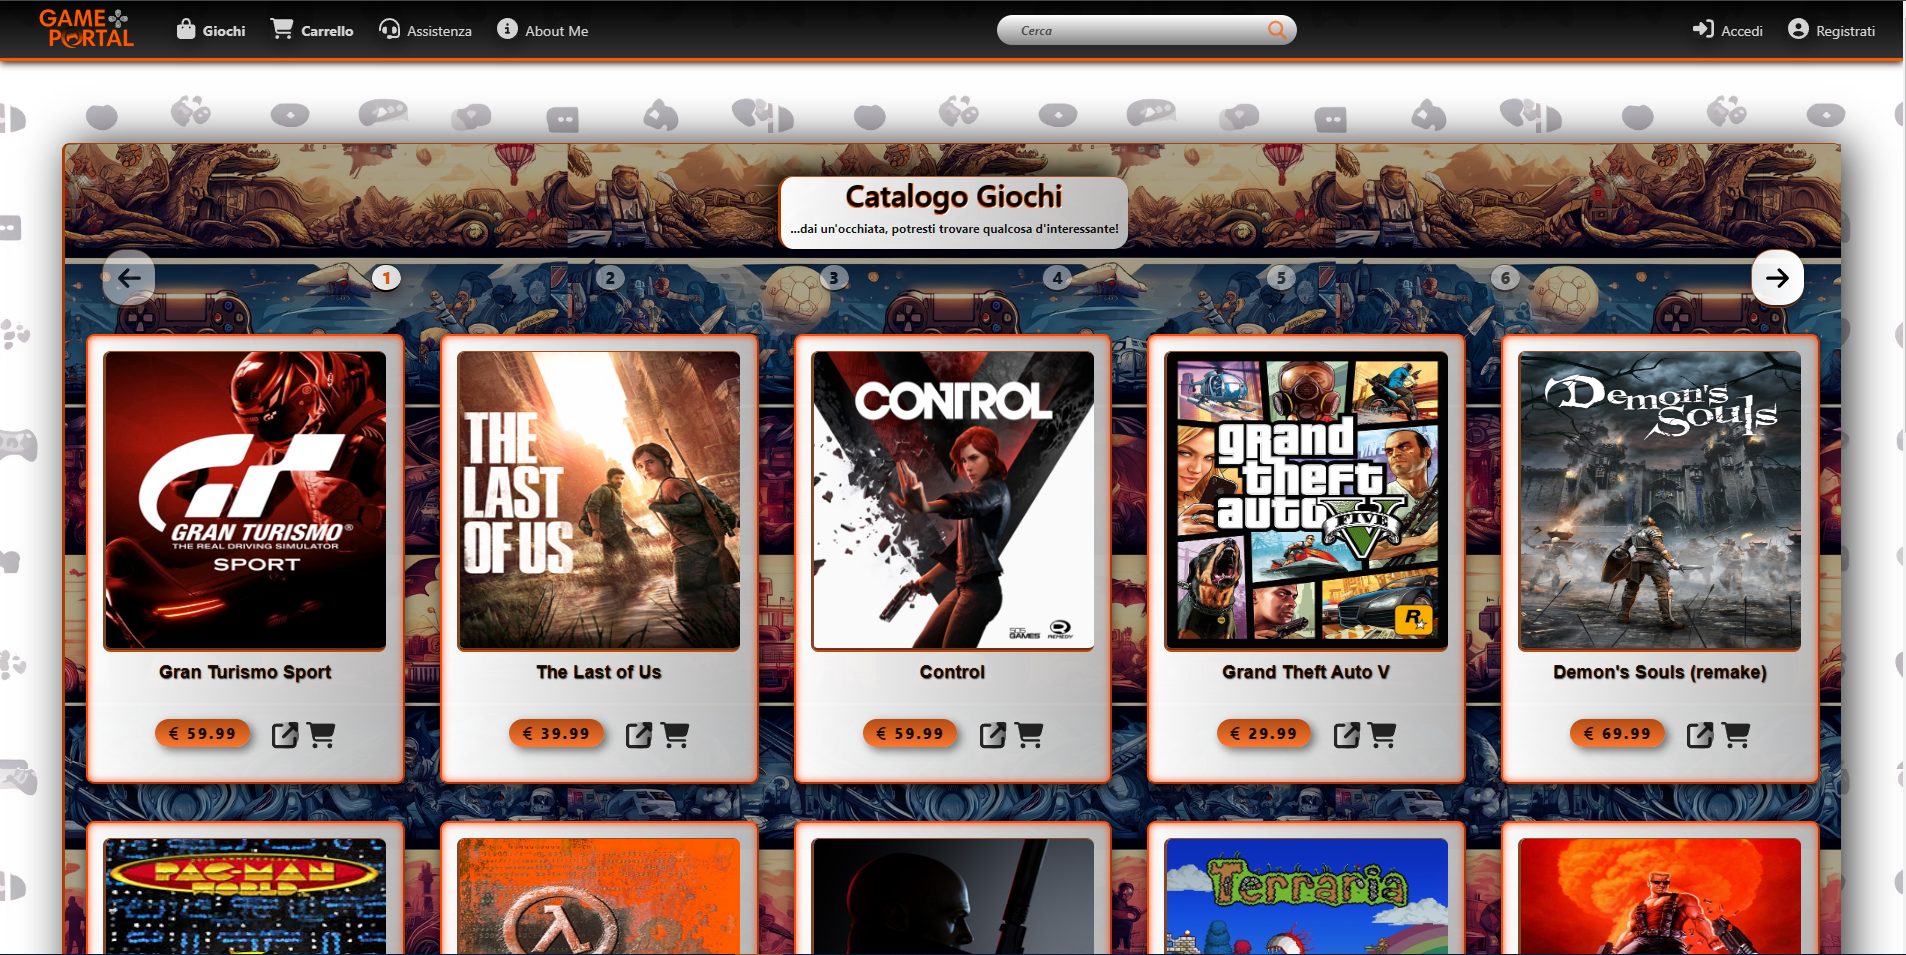 GAME
PORTAL
Giochi
Carrello
Assistenza
About Me
Cerca
Accedi
Registrati
Catalogo Giochi
...dai un'occhiata, potresti trovare qualcosa d'interessante!
1 2 3 4 5 6
GT
GRAN TURISMO®
THE REAL DRIVING SIMULATOR
SPORT
THE
LAST
OF US
CONTROL
505
GAMES
REMEDY
grand
theft
auto
FIVE
V
R
Demon's
Souls
Gran Turismo Sport
The Last of Us
Control
Grand Theft Auto V
Demon's Souls (remake)
€ 59.99
€ 39.99
€ 59.99
€ 29.99
€ 69.99
PAC-MAN
WORLD
λ
Terraria